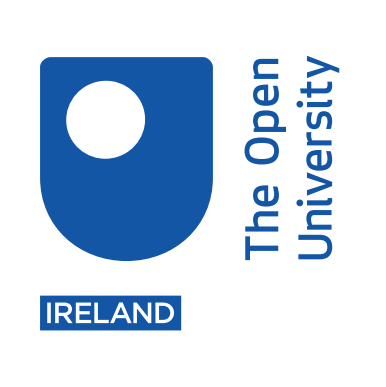 The Open
University
IRELAND